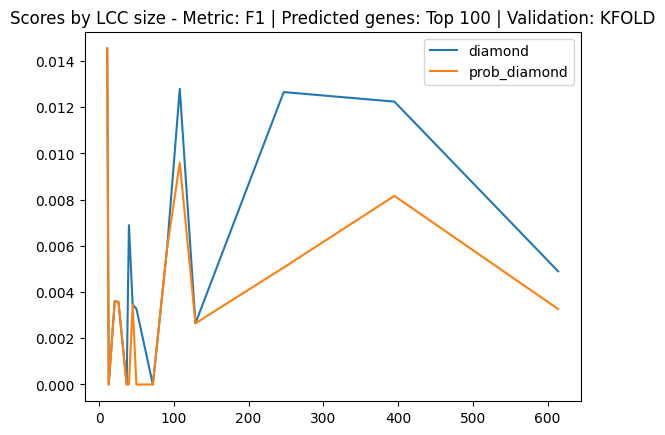 Scores by LCC size - Metric: F1 | Predicted genes: Top 100 | Validation: KFOLD
diamond
prob_diamond
0.014
0.012
0.010
0.008
0.006
0.004
0.002
0.000
0 100 200 300 400 500 600